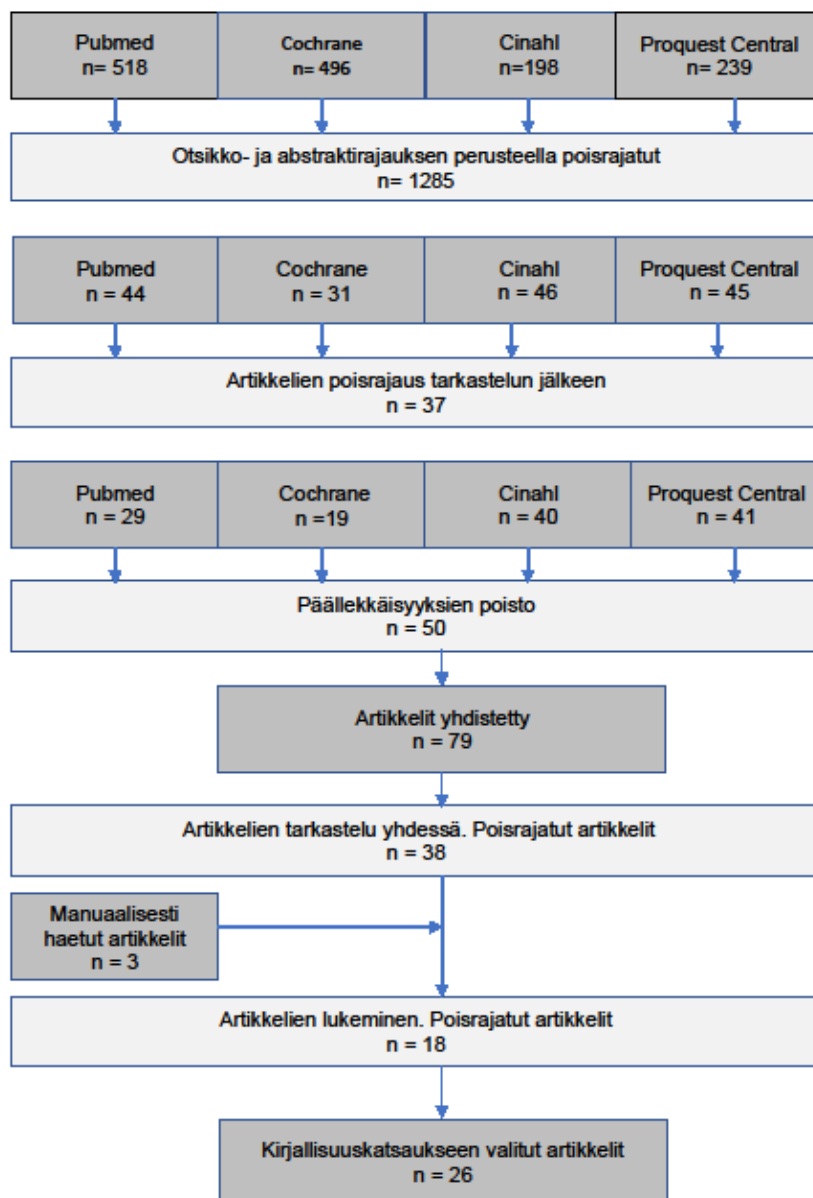 Pubmed
n= 518
Cochrane
n= 496
Cinahl
n=198
Proquest Central
n= 239
Otsikko- ja abstraktirajauksen perusteella poisrajatut
n= 1285
Pubmed
n = 44
Cochrane
n = 31
Cinahl
n = 46
Proquest Central
n = 45
Artikkelien poisrajaus tarkastelun jälkeen
n = 37
Pubmed
n = 29
Cochrane
n =19
Cinahl
n = 40
Proquest Central
n = 41
Päällekkäisyyksien poisto
n = 50
Artikkelit yhdistetty
n = 79
Artikkelien tarkastelu yhdessä. Poisrajatut artikkelit
n = 38
Manuaalisesti
haetut artikkelit
n = 3
Artikkelien lukeminen. Poisrajatut artikkelit
n = 18
Kirjallisuuskatsaukseen valitut artikkelit
n = 26